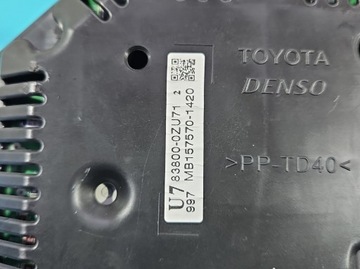 TOYOTA
DENSO
>PP-TD40<
U7 83800-0ZU71 2
997 MB157570-1420